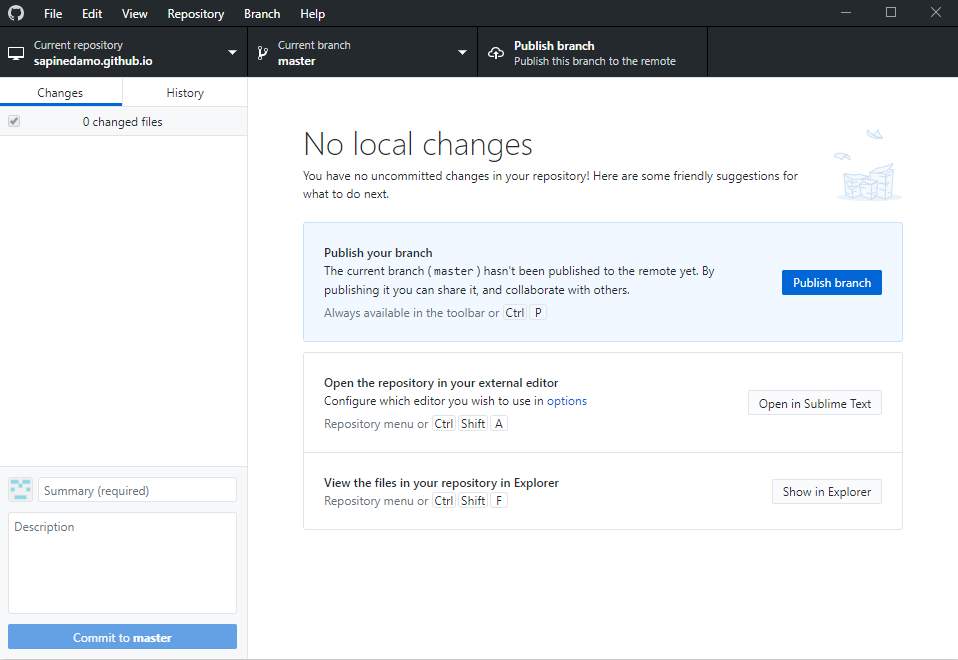 File Edit View Repository Branch Help
Current repository
sapinedamo.github.io
Current branch
master
Publish branch
Publish this branch to the remote
Changes History
0 changed files
No local changes
You have no uncommitted changes in your repository! Here are some friendly suggestions for
what to do next.
Publish your branch
The current branch (master) hasn't been published to the remote yet. By
publishing it you can share it, and collaborate with others.
Always available in the toolbar or Ctrl P
Publish branch
Open the repository in your external editor
Configure which editor you wish to use in options
Repository menu or Ctrl Shift A
Open in Sublime Text
View the files in your repository in Explorer
Repository menu or Ctrl Shift F
Show in Explorer
Summary (required)
Description
Commit to master